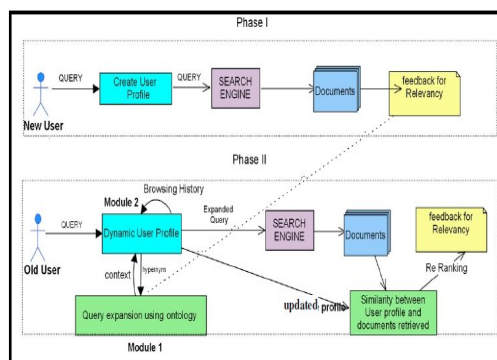 Phase I
QUERY
Create User
Profile
QUERY
SEARCH
ENGINE
Documents
feedback for
Relevancy
New User
Phase II
Browsing History
Module 2
QUERY
Dynamic User Profile
Expanded
Query
SEARCH
ENGINE
Documents
feedback for
Relevancy
Old User
context
hypernym
Re Ranking
updated profile
Query expansion using ontology
Similarity between
User profile and
documents retrieved
Module 1